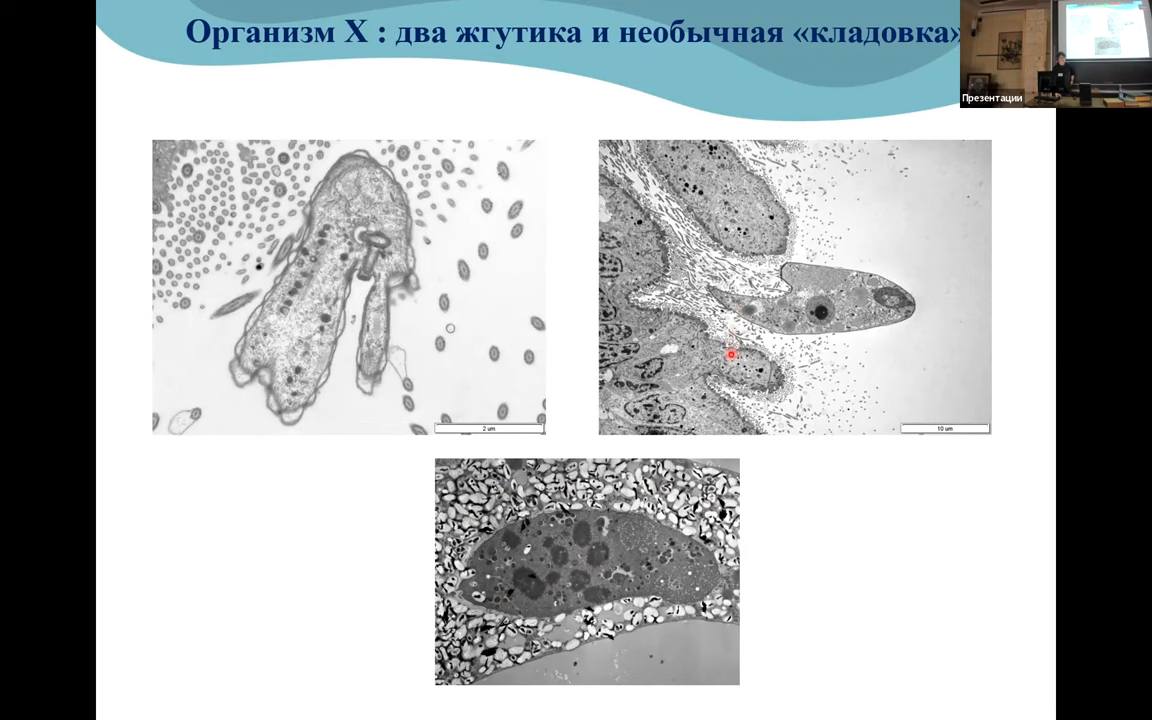 Организм X : два жгутика и необычная «кладовка»
Презентации
2 um
10 um